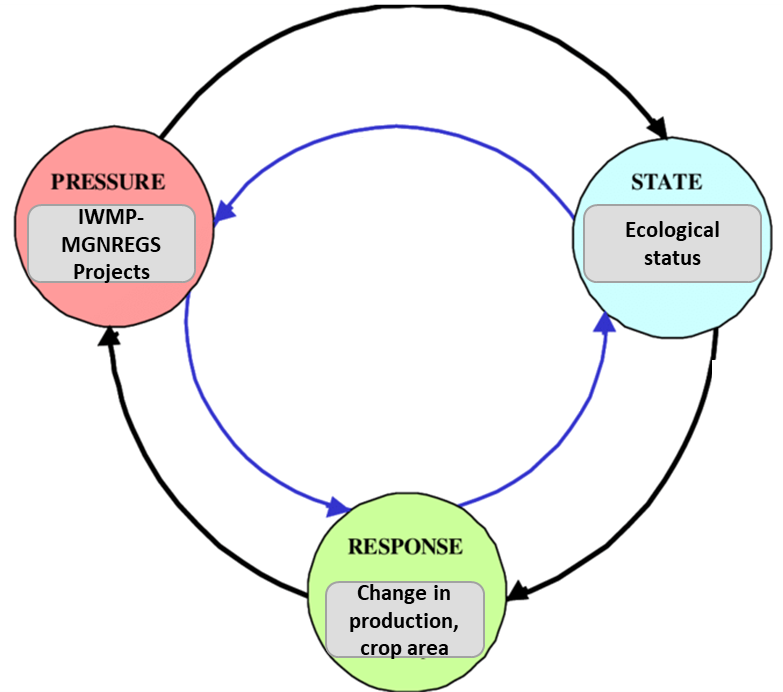 PRESSURE
IWMP-
MGNREGS
Projects
STATE
Ecological
status
RESPONSE
Change in
production,
crop area